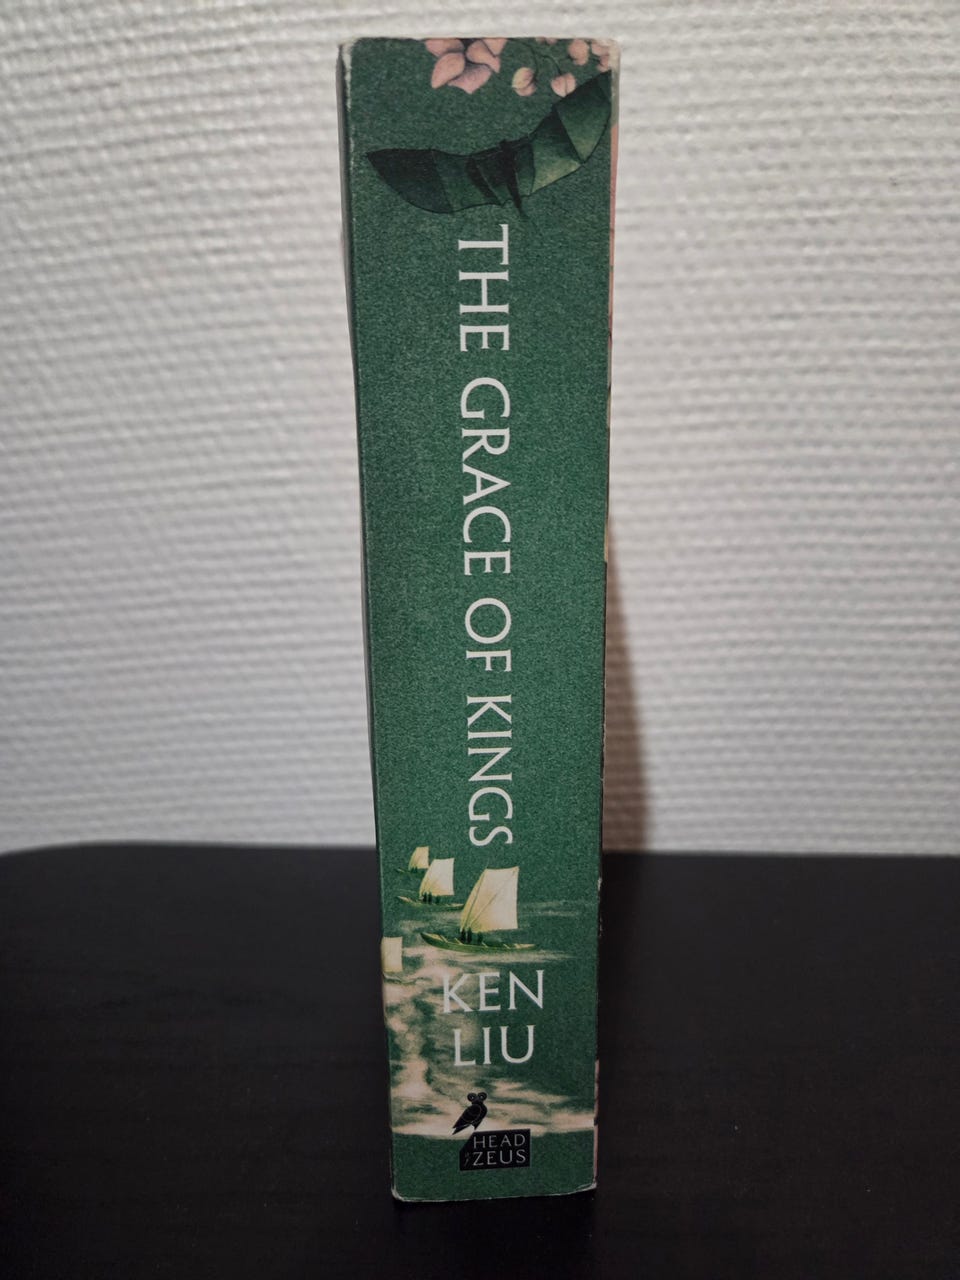 THE GRACE OF KINGS
KEN
LIU
HEAD
ZEUS